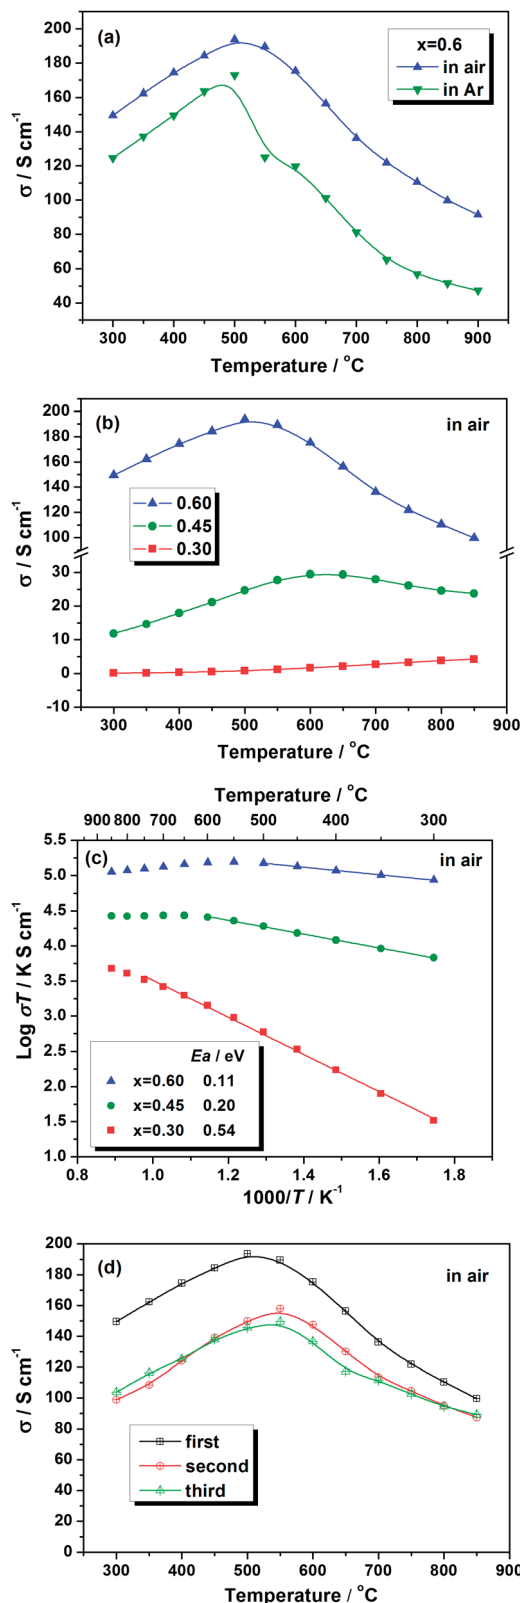 (a)
x=0.6
in air
in Ar
σ / S cm⁻¹
200
180
160
140
120
100
80
60
40
300 400 500 600 700 800 900
Temperature / °C
(b)
in air
0.60
0.45
0.30
σ / S cm⁻¹
200
180
160
140
120
100
30
20
10
0
-10
300 400 500 600 700 800 900
Temperature / °C
Temperature / °C
900 800 700 600 500 400 300
(c)
in air
Log σT / K S cm⁻¹
5.5
5.0
4.5
4.0
3.5
3.0
2.5
2.0
1.5
1.0
Ea / eV
x=0.60 0.11
x=0.45 0.20
x=0.30 0.54
0.8 1.0 1.2 1.4 1.6 1.8
1000/T / K⁻¹
(d)
in air
σ / S cm⁻¹
200
180
160
140
120
100
80
60
40
20
0
first
second
third
300 400 500 600 700 800 900
Temperature / °C